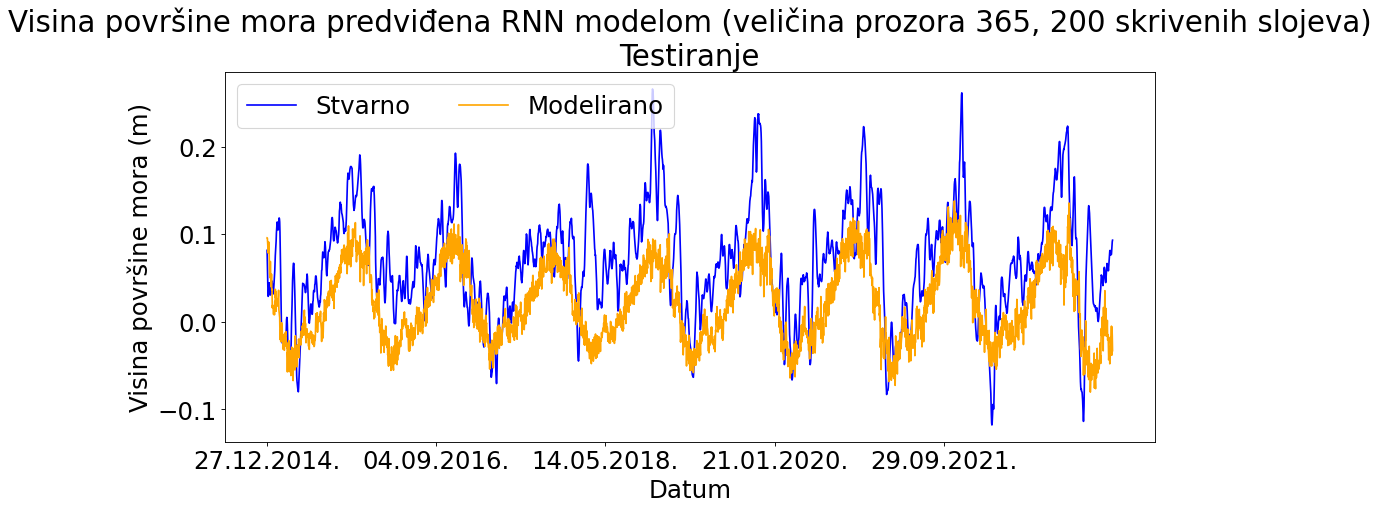 Visina površine mora predviđena RNN modelom (veličina prozora 365, 200 skrivenih slojeva)
Testiranje
Stvarno Modelirano
Visina površine mora (m)
0.2
0.1
0.0
−0.1
27.12.2014. 04.09.2016. 14.05.2018. 21.01.2020. 29.09.2021.
Datum